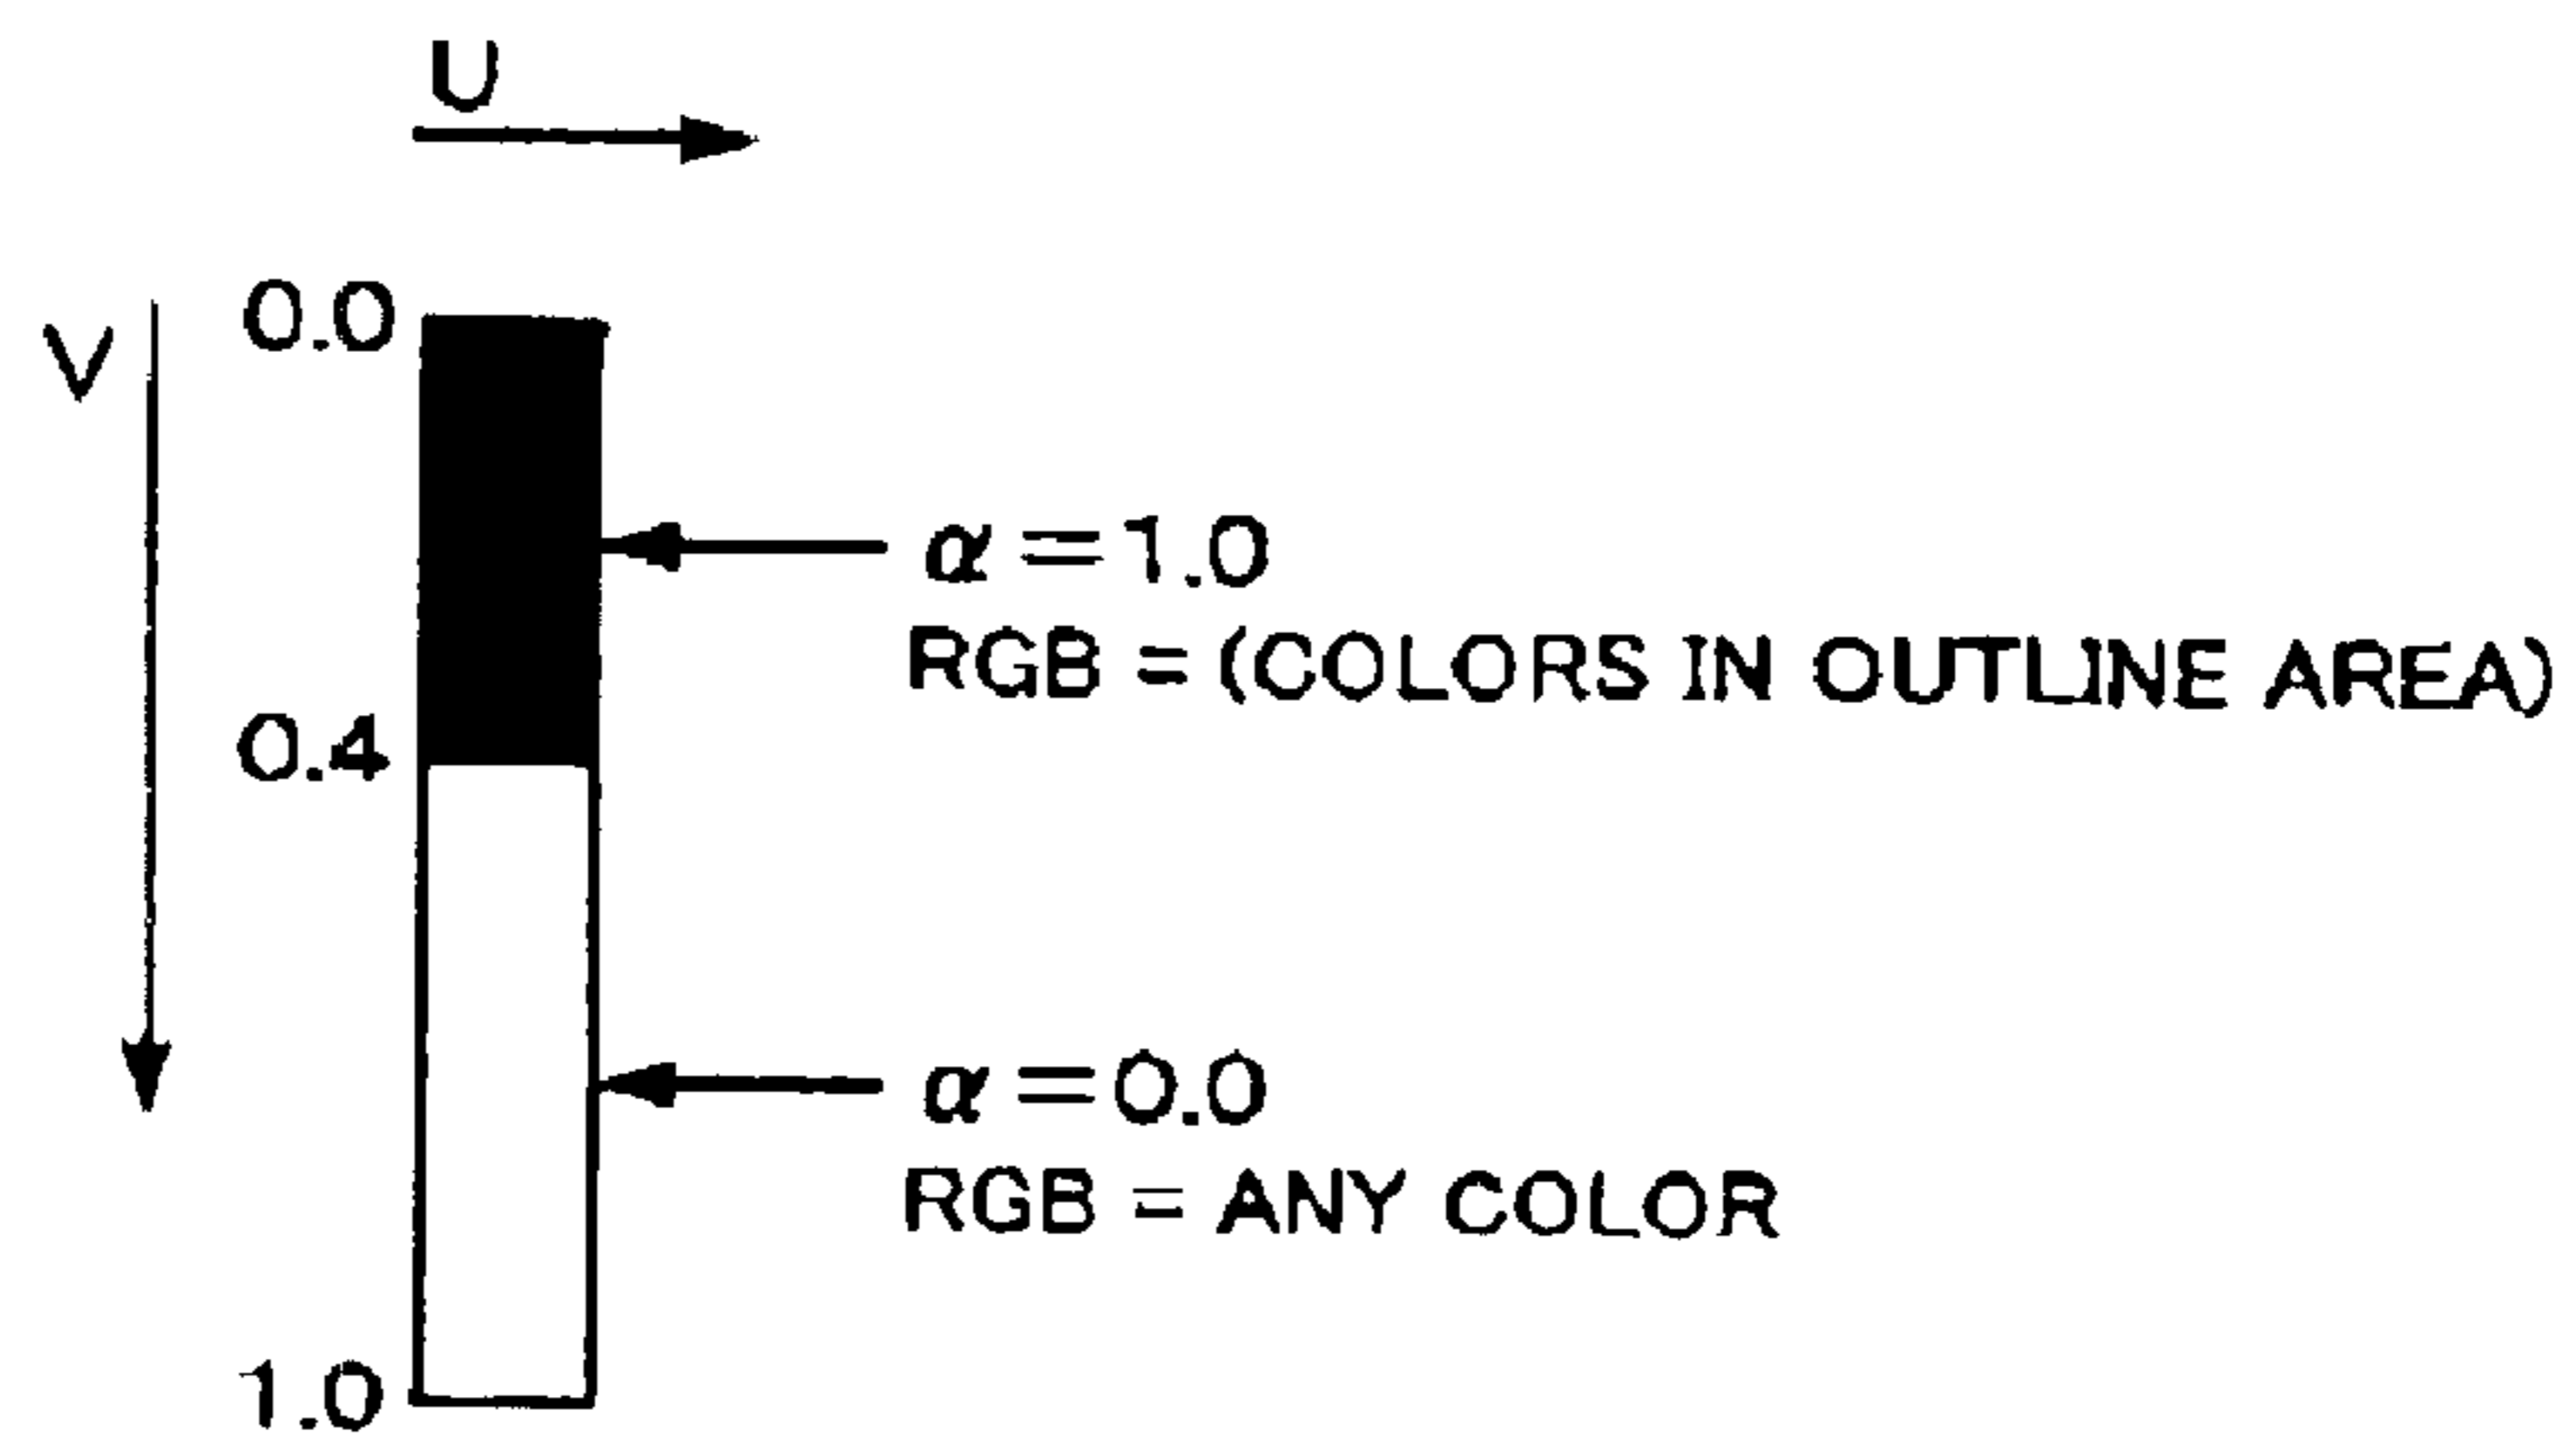 U
V
0.0
α=1.0
RGB = (COLORS IN OUTLINE AREA)
0.4
α=0.0
RGB = ANY COLOR
1.0